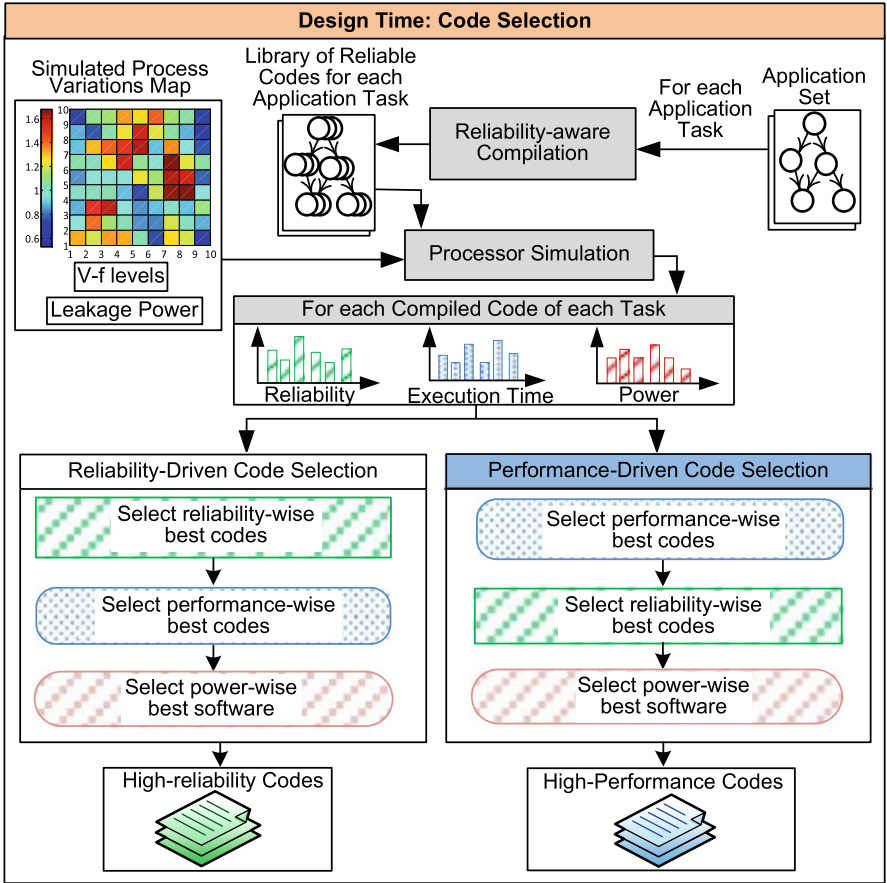 Design Time: Code Selection
Simulated Process
Variations Map
Library of Reliable
Codes for each
Application Task
For each
Application
Task
Application
Set
Reliability-aware
Compilation
1.6
1.4
1.2
1
0.8
0.6
10
9
8
7
6
5
4
3
2
1
1 2 3 4 5 6 7 8 9 10
V-f levels
Leakage Power
Processor Simulation
For each Compiled Code of each Task
Reliability
Execution Time
Power
Reliability-Driven Code Selection
Select reliability-wise
best codes
Select performance-wise
best codes
Select power-wise
best software
High-reliability Codes
Performance-Driven Code Selection
Select performance-wise
best codes
Select reliability-wise
best codes
Select power-wise
best software
High-Performance Codes